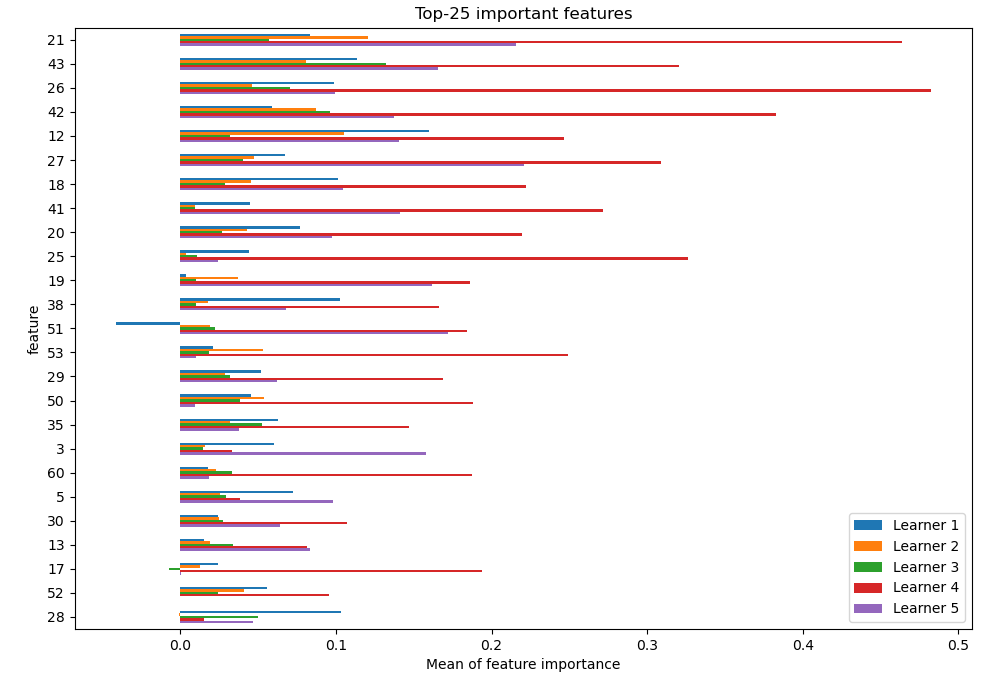 Top-25 important features
21
43
26
42
12
27
18
41
20
25
19
38
51
53
29
50
35
3
60
5
30
13
17
52
28
feature
0.0 0.1 0.2 0.3 0.4 0.5
Mean of feature importance
Learner 1
Learner 2
Learner 3
Learner 4
Learner 5